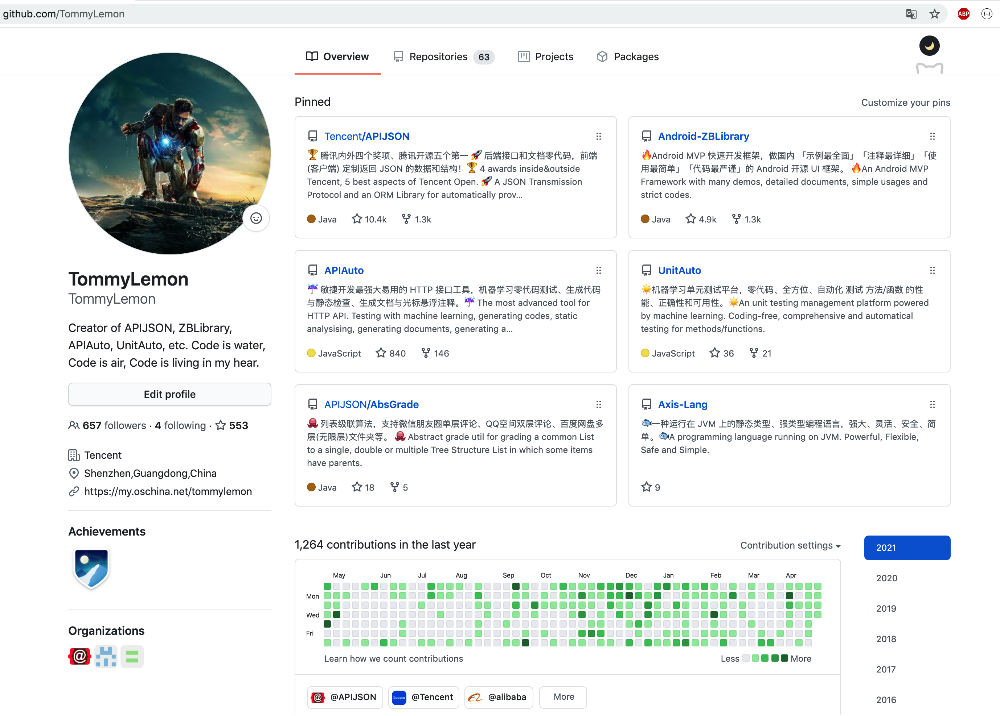 github.com/TommyLemon
ABP
Overview
Repositories 63
Projects
Packages
Pinned
Customize your pins
Tencent/APIJSON
🏆 腾讯内外四个奖项、腾讯开源五个第一 🚀 后端接口和文档零代码，前端
(客户端) 定制返回 JSON 的数据和结构！🏆 4 awards inside&outside
Tencent, 5 best aspects of Tencent Open. 🚀 A JSON Transmission
Protocol and an ORM Library for automatically prov...
Java 10.4k 1.3k
Android-ZBLibrary
🔥Android MVP 快速开发框架，做国内 「示例最全面」「注释最详细」「使
用最简单」「代码最严谨」的 Android 开源 UI 框架。 🔥An Android MVP
Framework with many demos, detailed documents, simple usages and
strict codes.
Java 4.9k 1.3k
APIAuto
☔ 敏捷开发最强大易用的 HTTP 接口工具，机器学习零代码测试、生成代码
与静态检查、生成文档与光标悬浮注释。☔ The most advanced tool for
HTTP API. Testing with machine learning, generating codes, static
analysising, generating documents, generating a...
JavaScript 840 146
UnitAuto
☀️机器学习单元测试平台，零代码、全方位、自动化 测试 方法/函数 的性
能、正确性和可用性。☀️An unit testing management platform powered
by machine learning. Coding-free, comprehensive and automatical
testing for methods/functions.
JavaScript 36 21
APIJSON/AbsGrade
🐙 列表级联算法，支持微信朋友圈单层评论、QQ空间双层评论、百度网盘多
层(无限层)文件夹等。 🐙 Abstract grade util for grading a common List
to a single, double or multiple Tree Structure List in which some items
have parents.
Java 18 5
Axis-Lang
🐟一种运行在 JVM 上的静态类型、强类型编程语言，强大、灵活、安全、简
单。🐟A programming language running on JVM. Powerful, Flexible,
Safe and Simple.
9
TommyLemon
TommyLemon
Creator of APIJSON, ZBLibrary,
APIAuto, UnitAuto, etc. Code is water,
Code is air, Code is living in my hear.
Edit profile
657 followers · 4 following · 553
Tencent
Shenzhen,Guangdong,China
https://my.oschina.net/tommylemon
Achievements
Organizations
1,264 contributions in the last year
Contribution settings
May Jun Jul Aug Sep Oct Nov Dec Jan Feb Mar Apr
Mon
Wed
Fri
Learn how we count contributions
Less More
@APIJSON
Tencent @Tencent
@alibaba
More
2021
2020
2019
2018
2017
2016